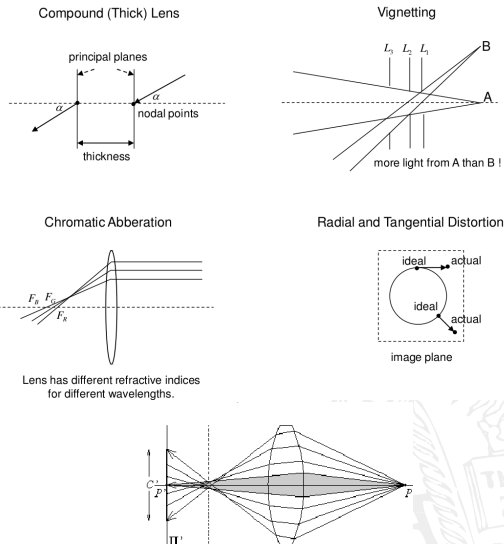 Compound (Thick) Lens
principal planes
α
α
nodal points
thickness
Vignetting
L3 L2 L1
B
A
more light from A than B !
Chromatic Abberation
FB FG
FR
Lens has different refractive indices
for different wavelengths.
Radial and Tangential Distortion
ideal
actual
ideal
actual
image plane
C'
P'
P
Π'